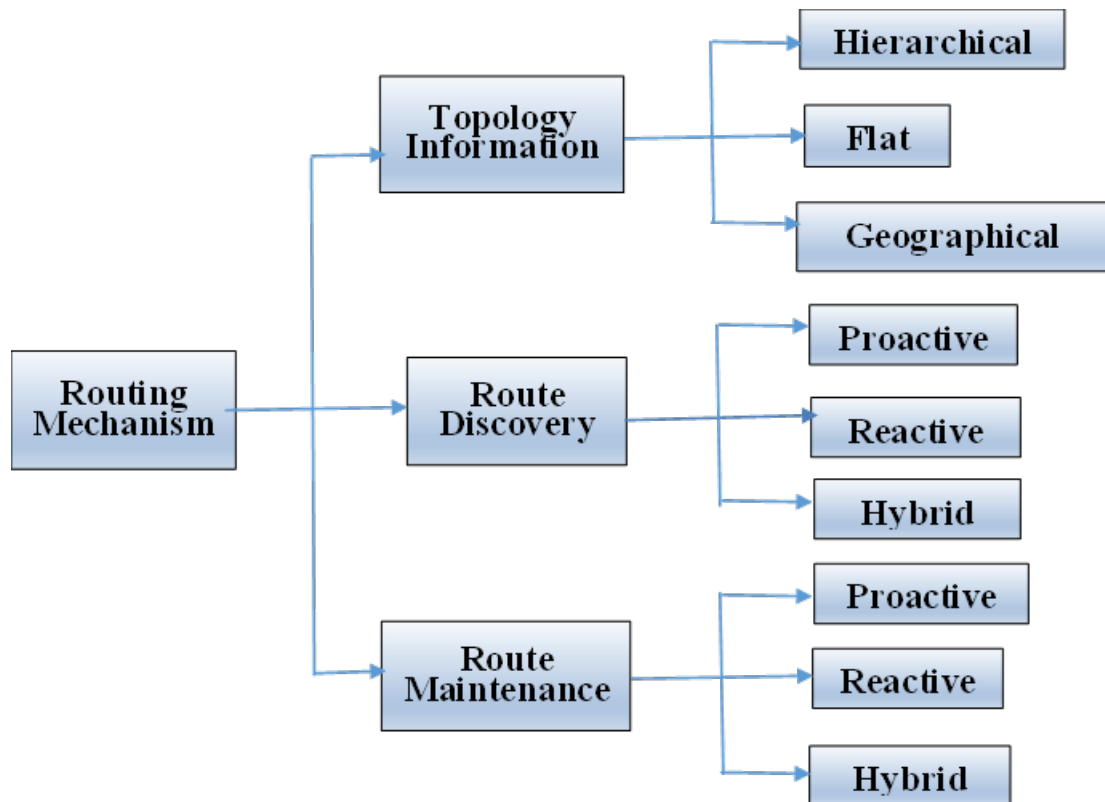 Hierarchical
Topology
Information
Flat
Geographical
Routing
Mechanism
Route
Discovery
Proactive
Reactive
Hybrid
Route
Maintenance
Proactive
Reactive
Hybrid